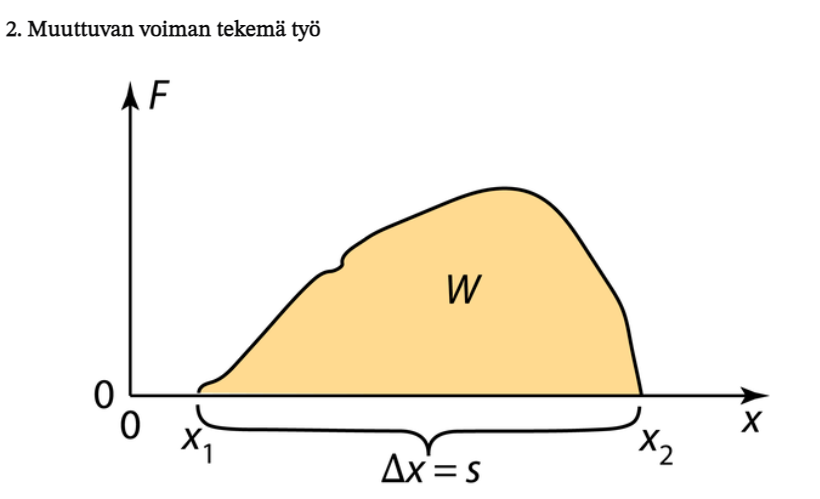 2. Muuttuvan voiman tekemä työ
F
W
0
0
x₁
x₂
x
Δx = s